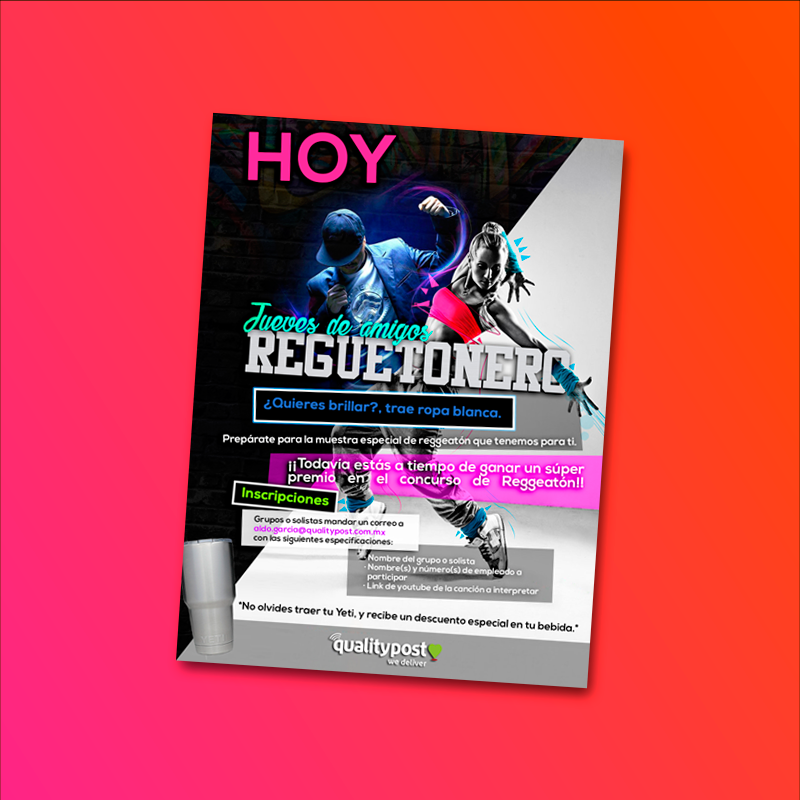 HOY
Jueves de amigos
REGUETONERO
¿Quieres brillar?, trae ropa blanca.
Prepárate para la muestra especial de reggeatón que tenemos para ti.
¡¡Todavía estás a tiempo de ganar un súper
premio en el concurso de Reggeatón!!
Inscripciones
Grupos o solistas mandar un correo a
aldo.garcia@qualitypost.com.mx
con las siguientes especificaciones:
· Nombre del grupo o solista
· Nombre(s) y número(s) de empleado a
participar
· Link de youtube de la canción a interpretar
*No olvides traer tu Yeti, y recibe un descuento especial en tu bebida.*
qualitypost
we deliver